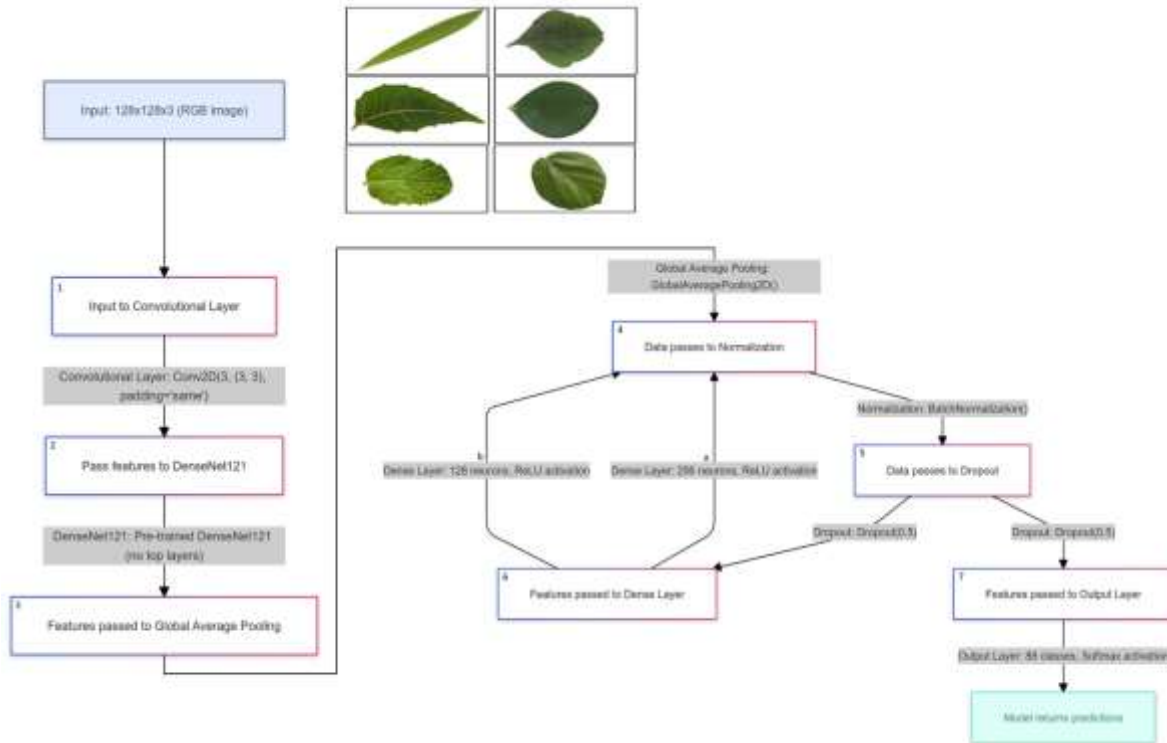 Input: 128x128x3 (RGB image)
1
Input to Convolutional Layer
Convolutional Layer: Conv2D(3, (3, 3),
padding='same')
2
Pass features to DenseNet121
DenseNet121: Pre-trained DenseNet121
(no top layers)
3
Features passed to Global Average Pooling
Global Average Pooling:
GlobalAveragePooling2D()
4
Data passes to Normalization
Normalization: BatchNormalization()
5
Data passes to Dropout
b
Dense Layer: 128 neurons, ReLU activation
a
Dense Layer: 256 neurons, ReLU activation
Dropout: Dropout(0.5)
Dropout: Dropout(0.5)
6
Features passed to Dense Layer
7
Features passed to Output Layer
Output Layer: classes, Softmax activation
Model returns predictions